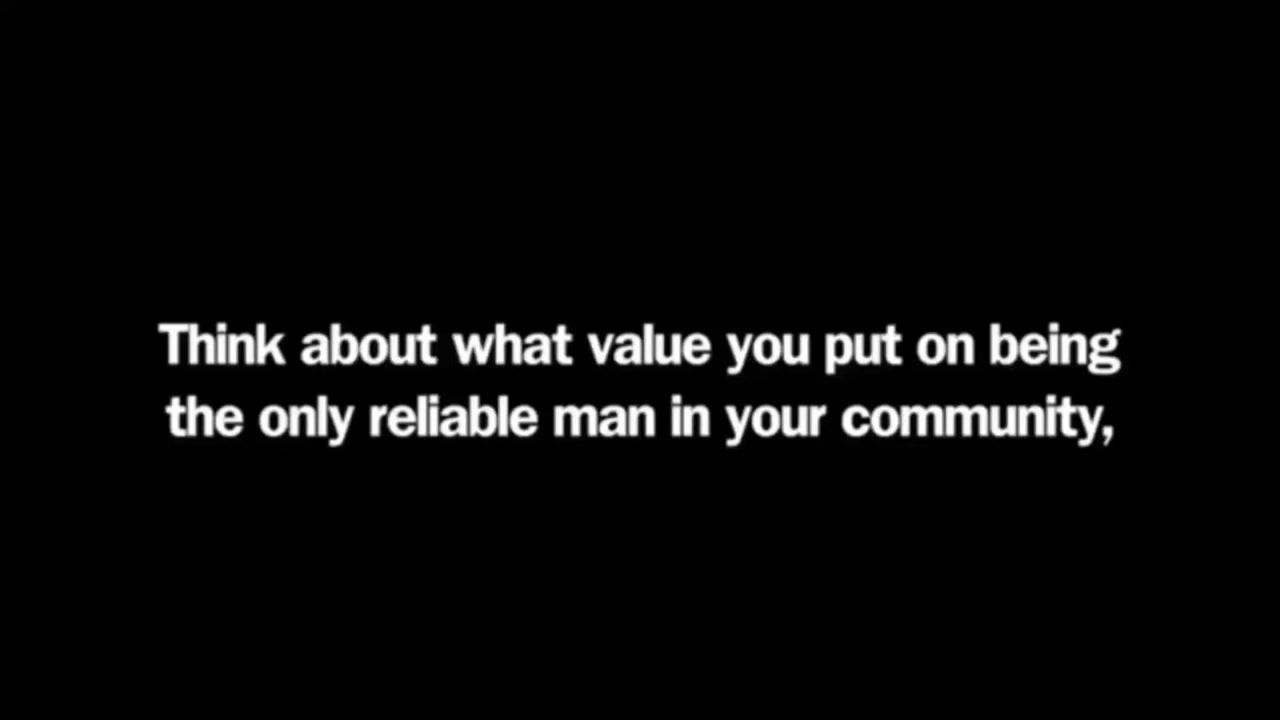 Think about what value you put on being
the only reliable man in your community,